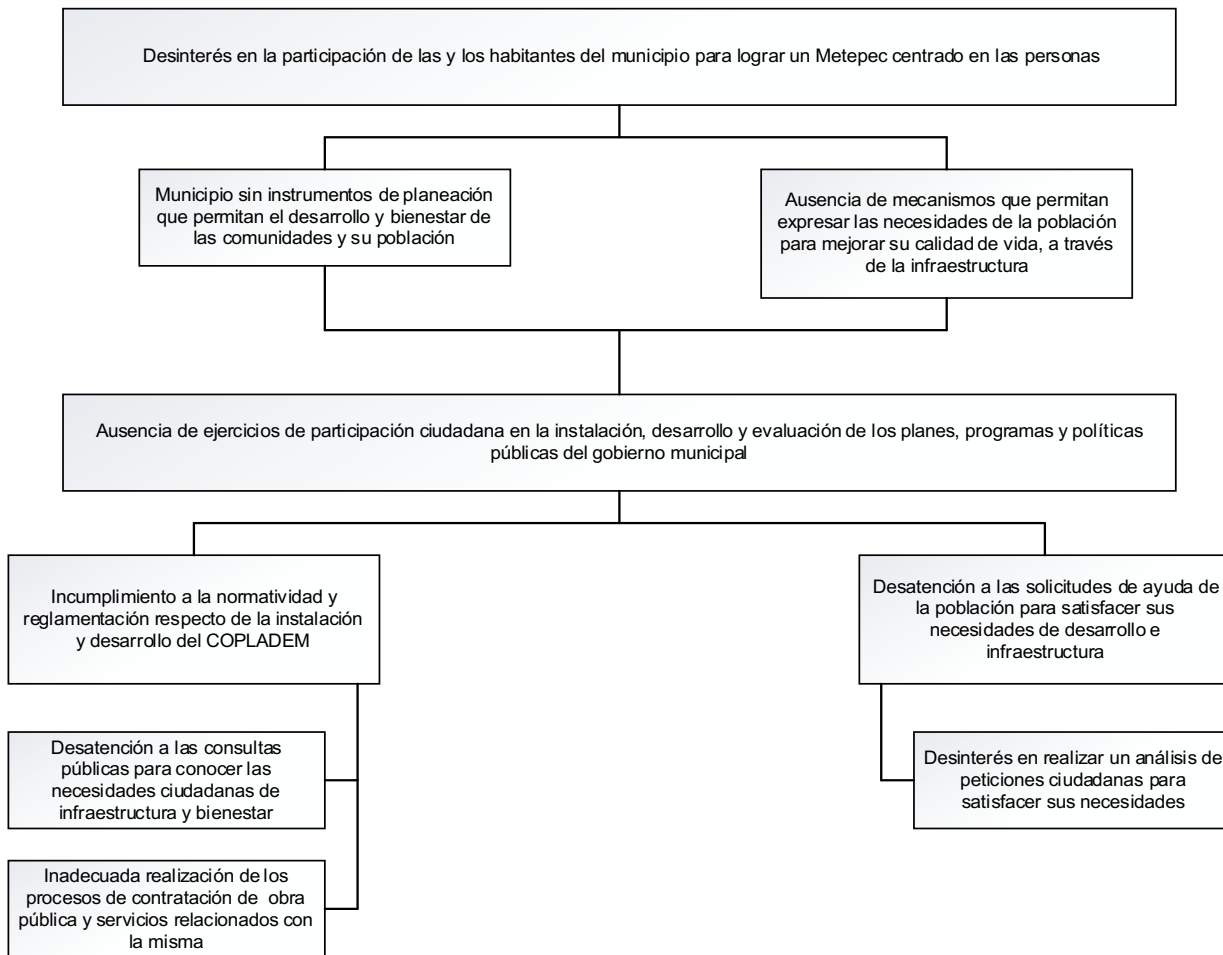 Desinterés en la participación de las y los habitantes del municipio para lograr un Metepec centrado en las personas
Municipio sin instrumentos de planeación
que permitan el desarrollo y bienestar de
las comunidades y su población
Ausencia de mecanismos que permitan
expresar las necesidades de la población
para mejorar su calidad de vida, a través
de la infraestructura
Ausencia de ejercicios de participación ciudadana en la instalación, desarrollo y evaluación de los planes, programas y políticas
públicas del gobierno municipal
Incumplimiento a la normatividad y
reglamentación respecto de la instalación
y desarrollo del COPLADEM
Desatención a las solicitudes de ayuda de
la población para satisfacer sus
necesidades de desarrollo e
infraestructura
Desatención a las consultas
públicas para conocer las
necesidades ciudadanas de
infraestructura y bienestar
Desinterés en realizar un análisis de
peticiones ciudadanas para
satisfacer sus necesidades
Inadecuada realización de los
procesos de contratación de obra
pública y servicios relacionados con
la misma